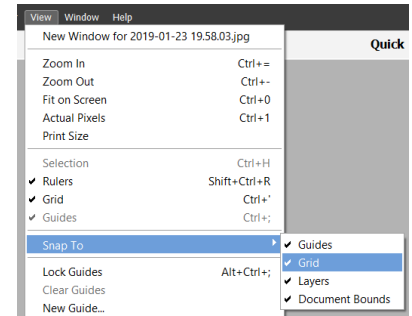 View Window Help
New Window for 2019-01-23 19.58.03.jpg
Quick
Zoom In Ctrl+=
Zoom Out Ctrl+-
Fit on Screen Ctrl+0
Actual Pixels Ctrl+1
Print Size
Selection Ctrl+H
Rulers Shift+Ctrl+R
Grid Ctrl+'
Guides Ctrl+;
Snap To
Guides
Grid
Layers
Document Bounds
Lock Guides Alt+Ctrl+;
Clear Guides
New Guide...